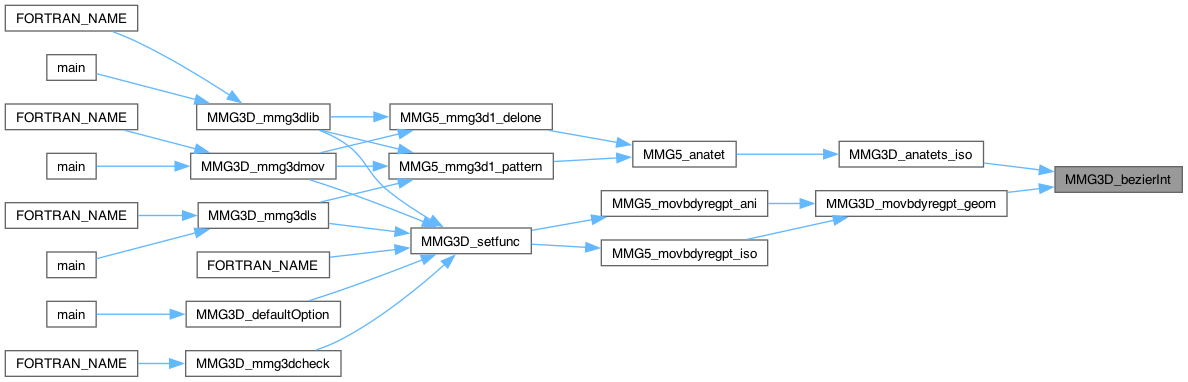 FORTRAN_NAME
main
FORTRAN_NAME
main
FORTRAN_NAME
main
main
FORTRAN_NAME
MMG3D_mmg3dlib
MMG3D_mmg3dmov
MMG3D_mmg3dls
FORTRAN_NAME
MMG3D_defaultOption
MMG3D_mmg3dcheck
MMG5_mmg3d1_delone
MMG5_mmg3d1_pattern
MMG3D_setfunc
MMG5_anatet
MMG5_movbdyregpt_ani
MMG5_movbdyregpt_iso
MMG3D_anatets_iso
MMG3D_movbdyregpt_geom
MMG3D_bezierInt